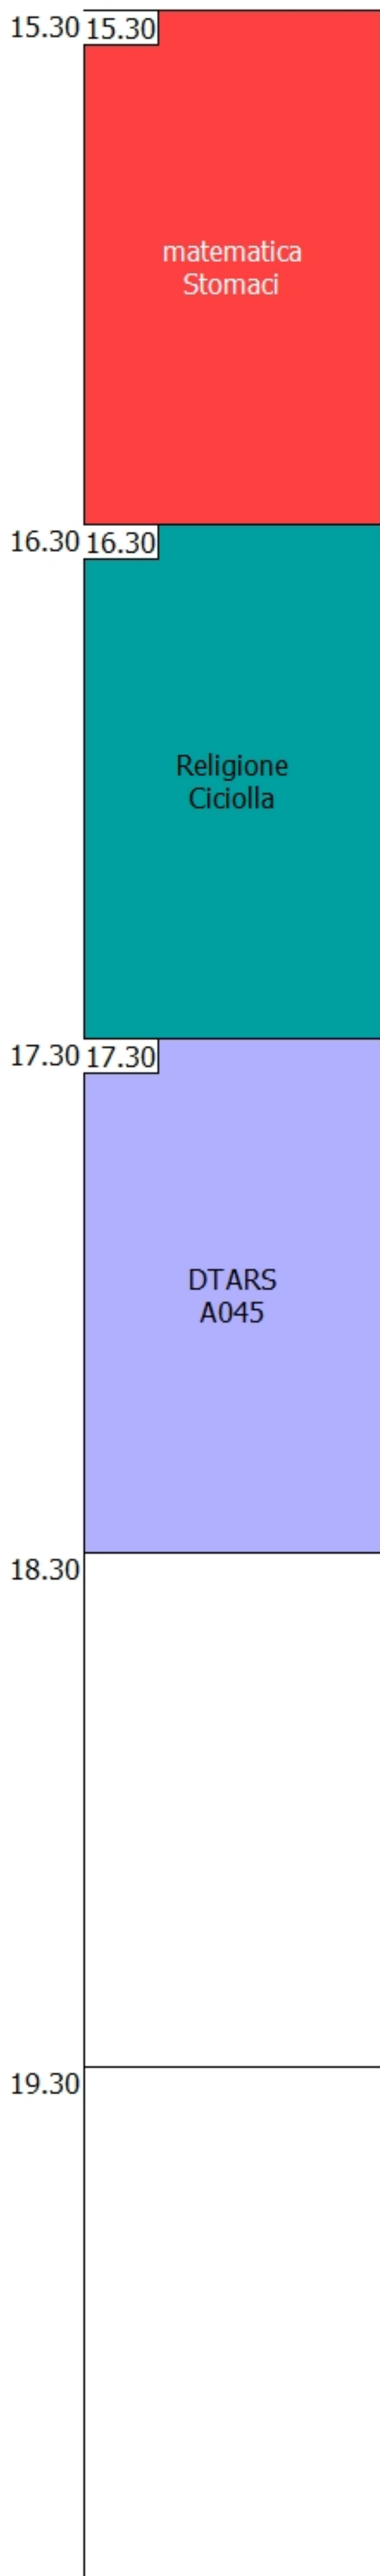 15.30 15.30
matematica
Stomaci
16.30 16.30
Religione
Ciciolla
17.30 17.30
DTARS
A045
18.30
19.30